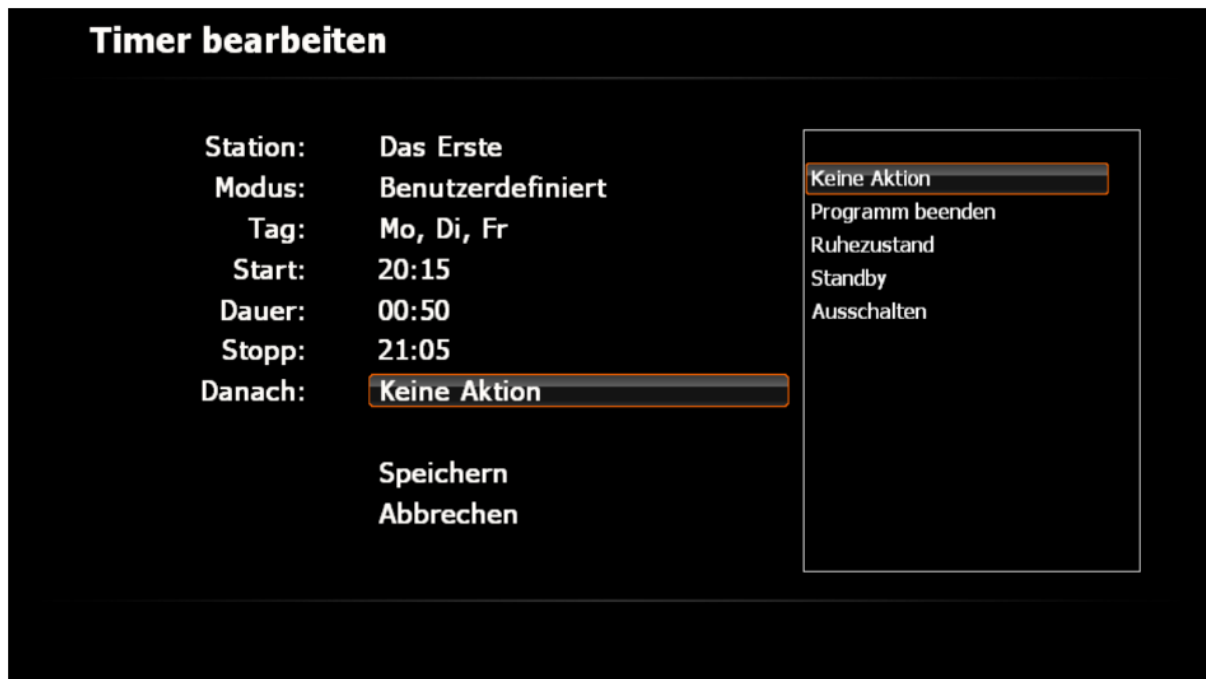 Timer bearbeiten
Station: Das Erste
Modus: Benutzerdefiniert
Tag: Mo, Di, Fr
Start: 20:15
Dauer: 00:50
Stopp: 21:05
Danach: Keine Aktion
Speichern
Abbrechen
Keine Aktion
Programm beenden
Ruhezustand
Standby
Ausschalten